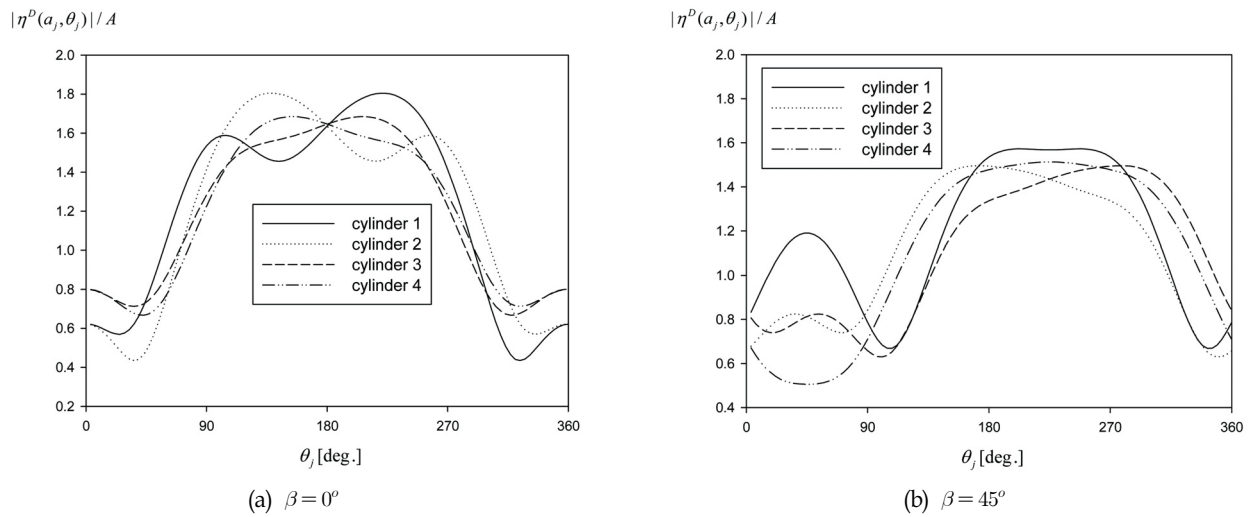 |η^D(a_j,θ_j)|/A
2.0
1.8
1.6
1.4
1.2
1.0
0.8
0.6
0.4
0.2
cylinder 1
cylinder 2
cylinder 3
cylinder 4
0 90 180 270 360
θ_j [deg.]
(a) β=0°
|η^D(a_j,θ_j)|/A
2.0
1.8
1.6
1.4
1.2
1.0
0.8
0.6
0.4
cylinder 1
cylinder 2
cylinder 3
cylinder 4
0 90 180 270 360
θ_j [deg.]
(b) β=45°